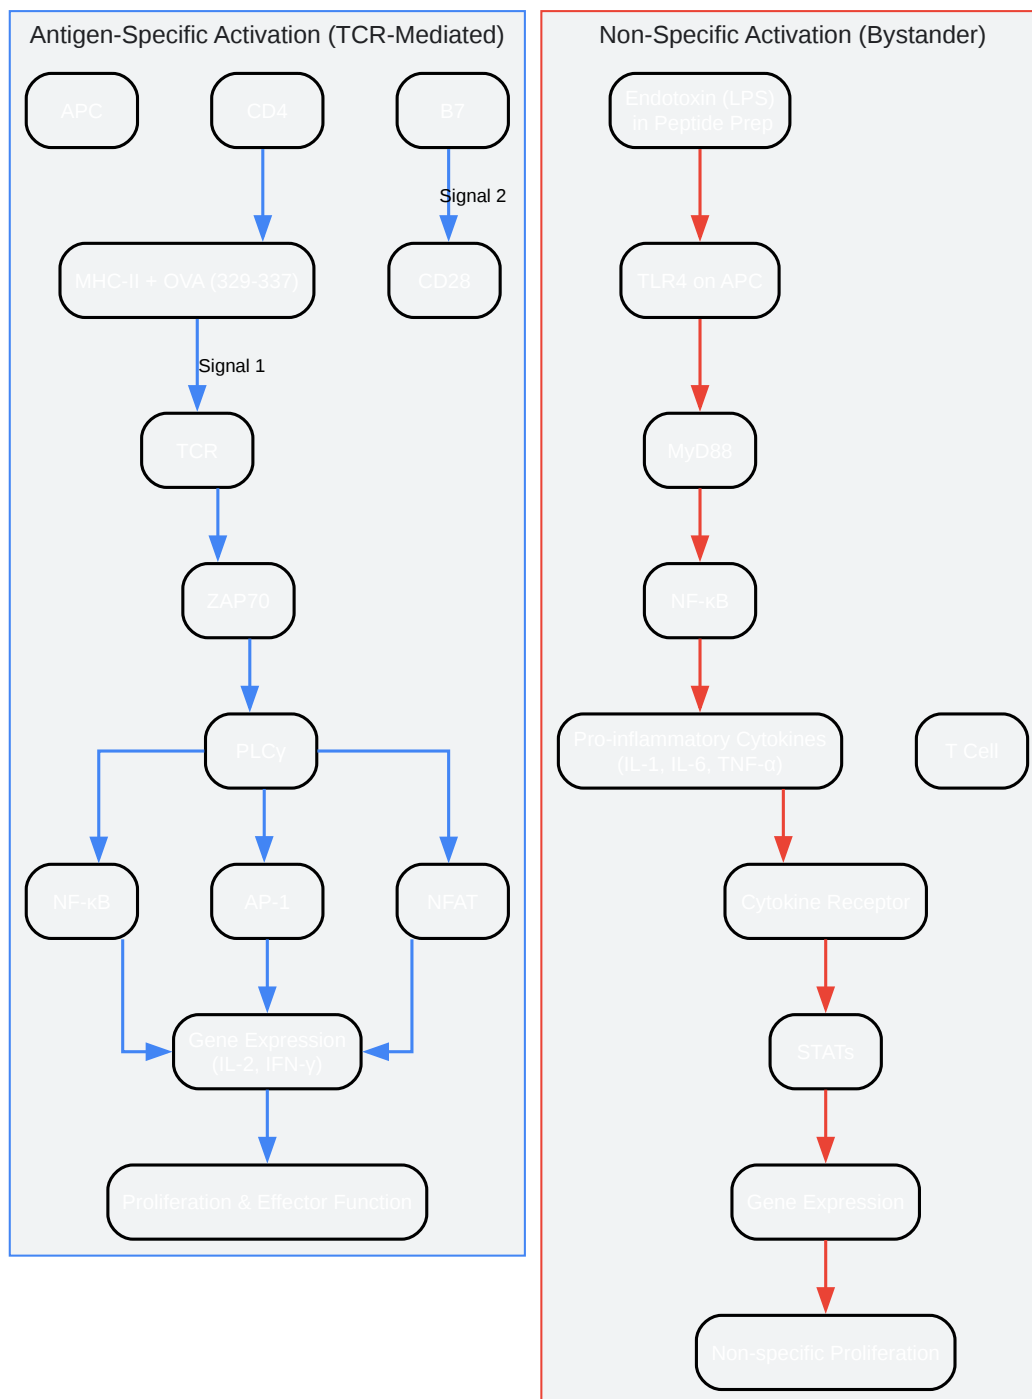 Antigen-Specific Activation (TCR-Mediated)
APC
CD4
B7
Signal 2
MHC-II + OVA (329-337)
CD28
Signal 1
TCR
ZAP70
PLCγ
NF-κB
AP-1
NFAT
Gene Expression
(IL-2, IFN-γ)
Proliferation & Effector Function
Non-Specific Activation (Bystander)
Endotoxin (LPS)
in Peptide Prep
TLR4 on APC
MyD88
NF-κB
Pro-inflammatory Cytokines
(IL-1, IL-6, TNF-α)
T Cell
Cytokine Receptor
STATs
Gene Expression
Non-specific Proliferation